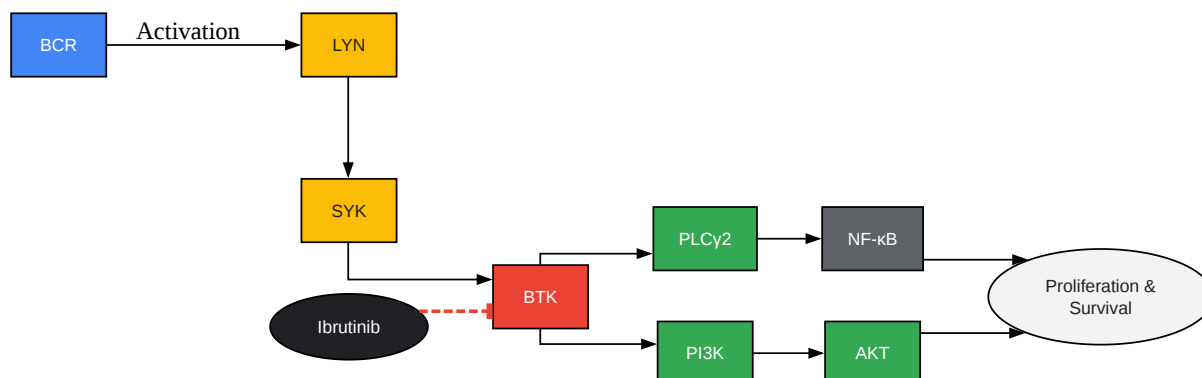 BCR
Activation
LYN
SYK
PLCγ2
NF-κB
BTK
Ibrutinib
Proliferation &
Survival
PI3K
AKT